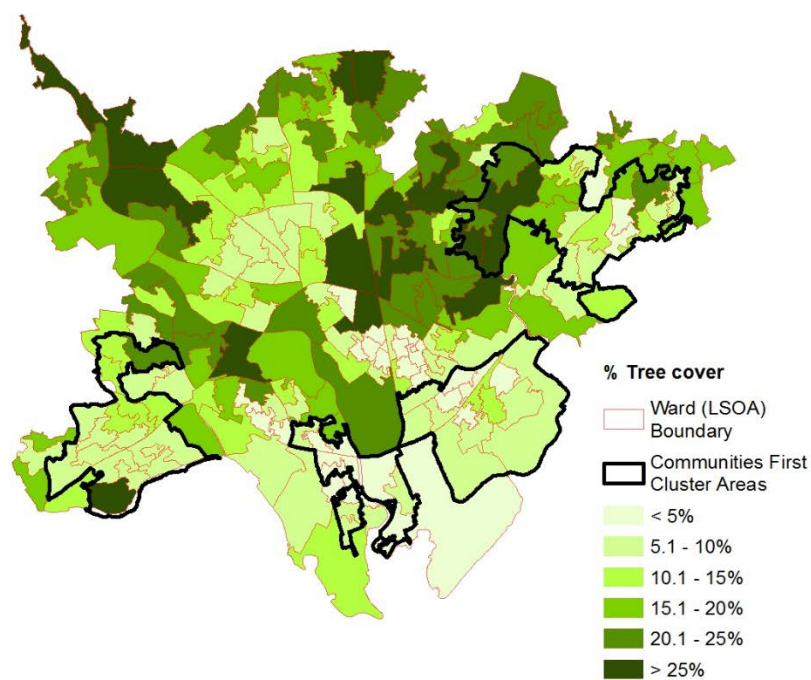 % Tree cover
Ward (LSOA)
Boundary
Communities First
Cluster Areas
< 5%
5.1 - 10%
10.1 - 15%
15.1 - 20%
20.1 - 25%
> 25%